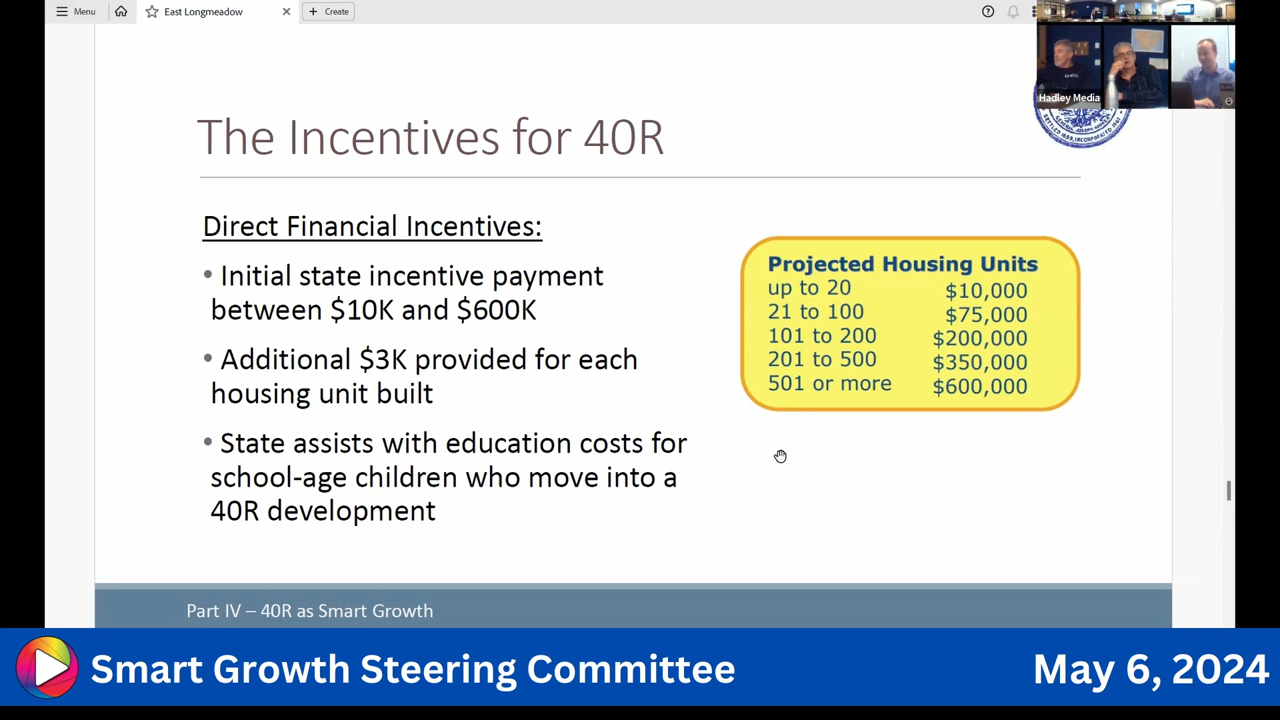 Menu
East Longmeadow
+ Create
Hadley Media
The Incentives for 40R
Direct Financial Incentives:
• Initial state incentive payment
between $10K and $600K
• Additional $3K provided for each
housing unit built
• State assists with education costs for
school-age children who move into a
40R development
Projected Housing Units
up to 20 $10,000
21 to 100 $75,000
101 to 200 $200,000
201 to 500 $350,000
501 or more $600,000
Part IV – 40R as Smart Growth
Smart Growth Steering Committee
May 6, 2024